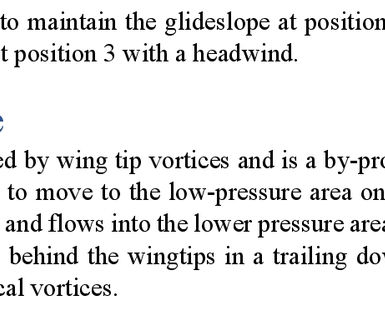 to maintain the glideslope at position
t position 3 with a headwind.
e
ed by wing tip vortices and is a by-pro
to move to the low-pressure area on
and flows into the lower pressure area
behind the wingtips in a trailing dov
cal vortices.